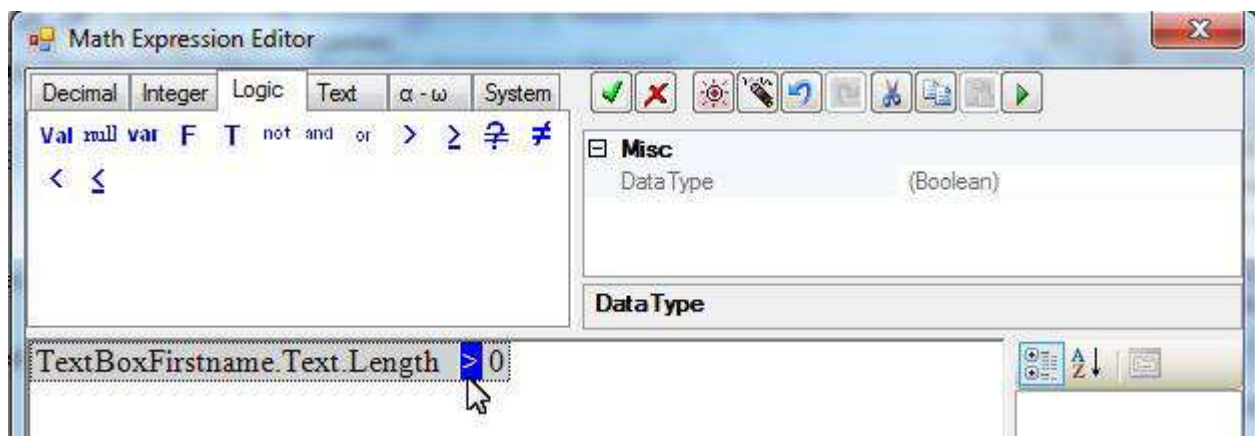 Math Expression Editor
X
Decimal Integer Logic Text α - ω System
Val null var F T not and or > ≥ ≟ ≠
< ≤
Misc
DataType (Boolean)
DataType
TextBoxFirstname.Text.Length > 0
A
Z